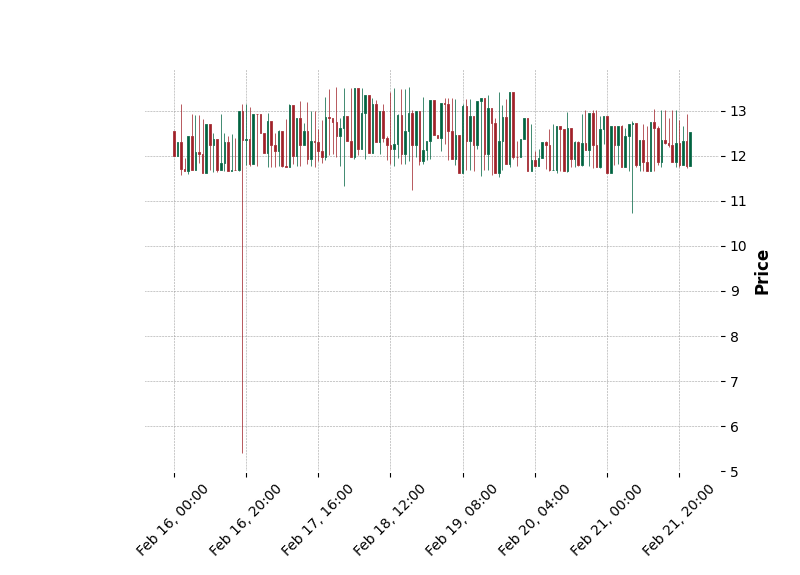 13
12
11
10
9
8
7
6
5
Price
Feb 16, 00:00
Feb 16, 20:00
Feb 17, 16:00
Feb 18, 12:00
Feb 19, 08:00
Feb 20, 04:00
Feb 21, 00:00
Feb 21, 20:00